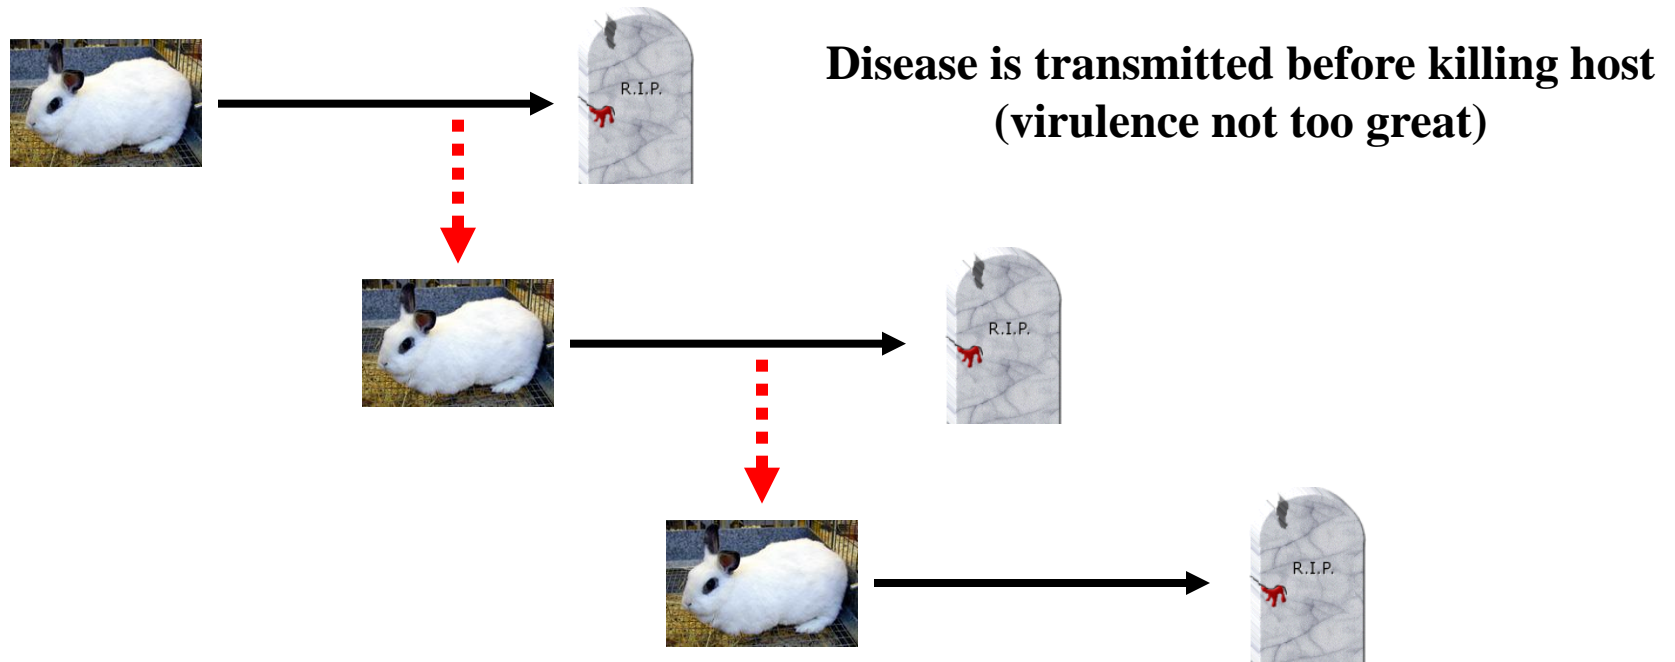 R.I.P.
Disease is transmitted before killing host
(virulence not too great)
R.I.P.
R.I.P.